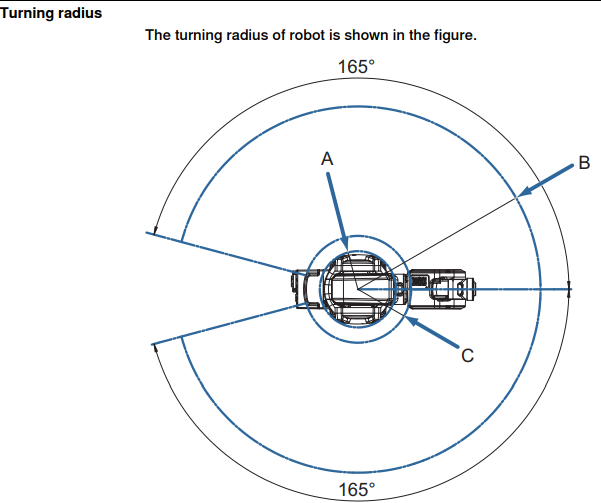 Turning radius
The turning radius of robot is shown in the figure.
165°
A
B
C
165°